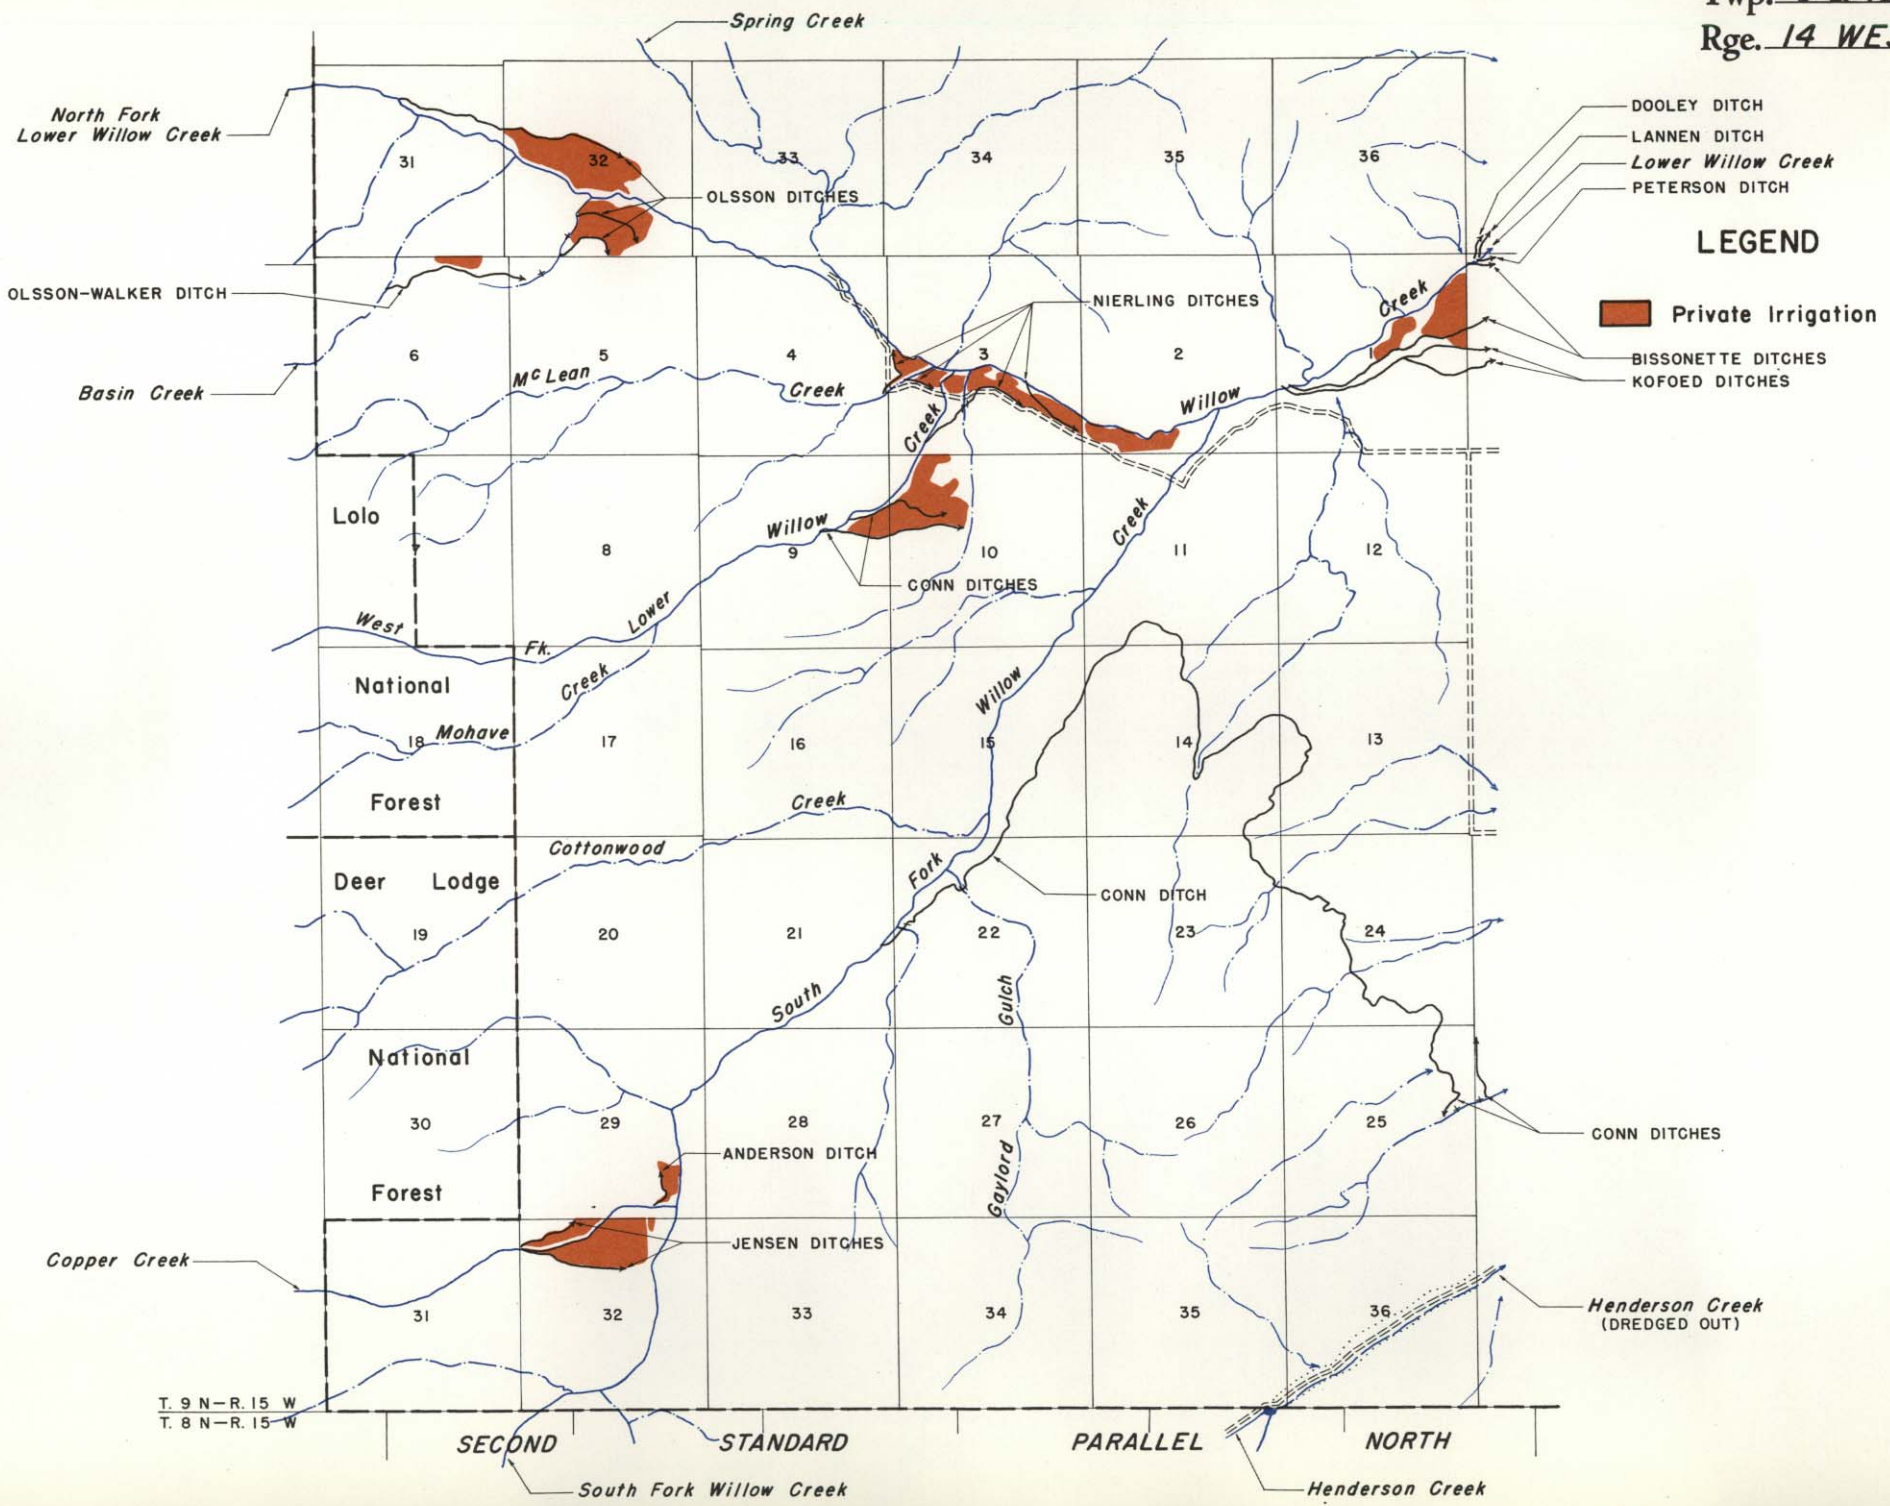 Spring Creek
Rge. 14 WES
North Fork
Lower Willow Creek
DOOLEY DITCH
LANNEN DITCH
Lower Willow Creek
PETERSON DITCH
31
32
33
34
35
36
OLSSON DITCHES
LEGEND
Private Irrigation
OLSSON-WALKER DITCH
NIERLING DITCHES
Creek
6
5
4
3
2
1
BISSONETTE DITCHES
KOFOED DITCHES
Basin Creek
McLean
Creek
Willow
Creek
Lolo
Willow
Creek
8
9
10
11
12
CONN DITCHES
West
Fk.
Lower
National
Creek
Willow
18
Mohave
17
16
15
14
13
Forest
Creek
Cottonwood
Deer Lodge
Fork
CONN DITCH
19
20
21
22
23
24
South
Gulch
National
30
29
28
27
26
25
CONN DITCHES
ANDERSON DITCH
Gaylord
Forest
JENSEN DITCHES
Copper Creek
31
32
33
34
35
36
Henderson Creek
(DREDGED OUT)
T. 9 N-R. 15 W
T. 8 N-R. 15 W
SECOND STANDARD PARALLEL NORTH
South Fork Willow Creek
Henderson Creek